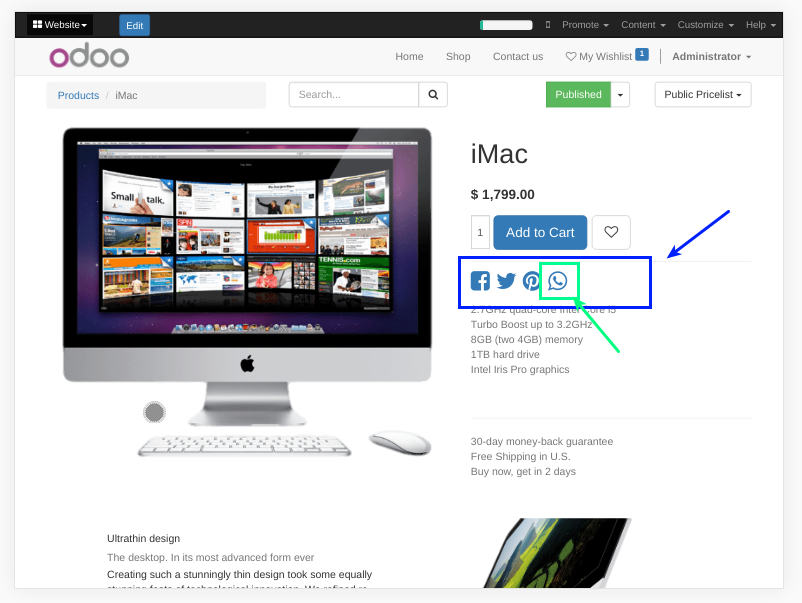 Website
Edit
Promote
Content
Customize
Help
odoo
Home
Shop
Contact us
My Wishlist 1
Administrator
Products / iMac
Search...
Published
Public Pricelist
iMac
$ 1,799.00
1
Add to Cart
2.7GHz quad-core Intel Core i5
Turbo Boost up to 3.2GHz
8GB (two 4GB) memory
1TB hard drive
Intel Iris Pro graphics
Small talk.
TENNIS.com
30-day money-back guarantee
Free Shipping in U.S.
Buy now, get in 2 days
Ultrathin design
The desktop. In its most advanced form ever
Creating such a stunningly thin design took some equally